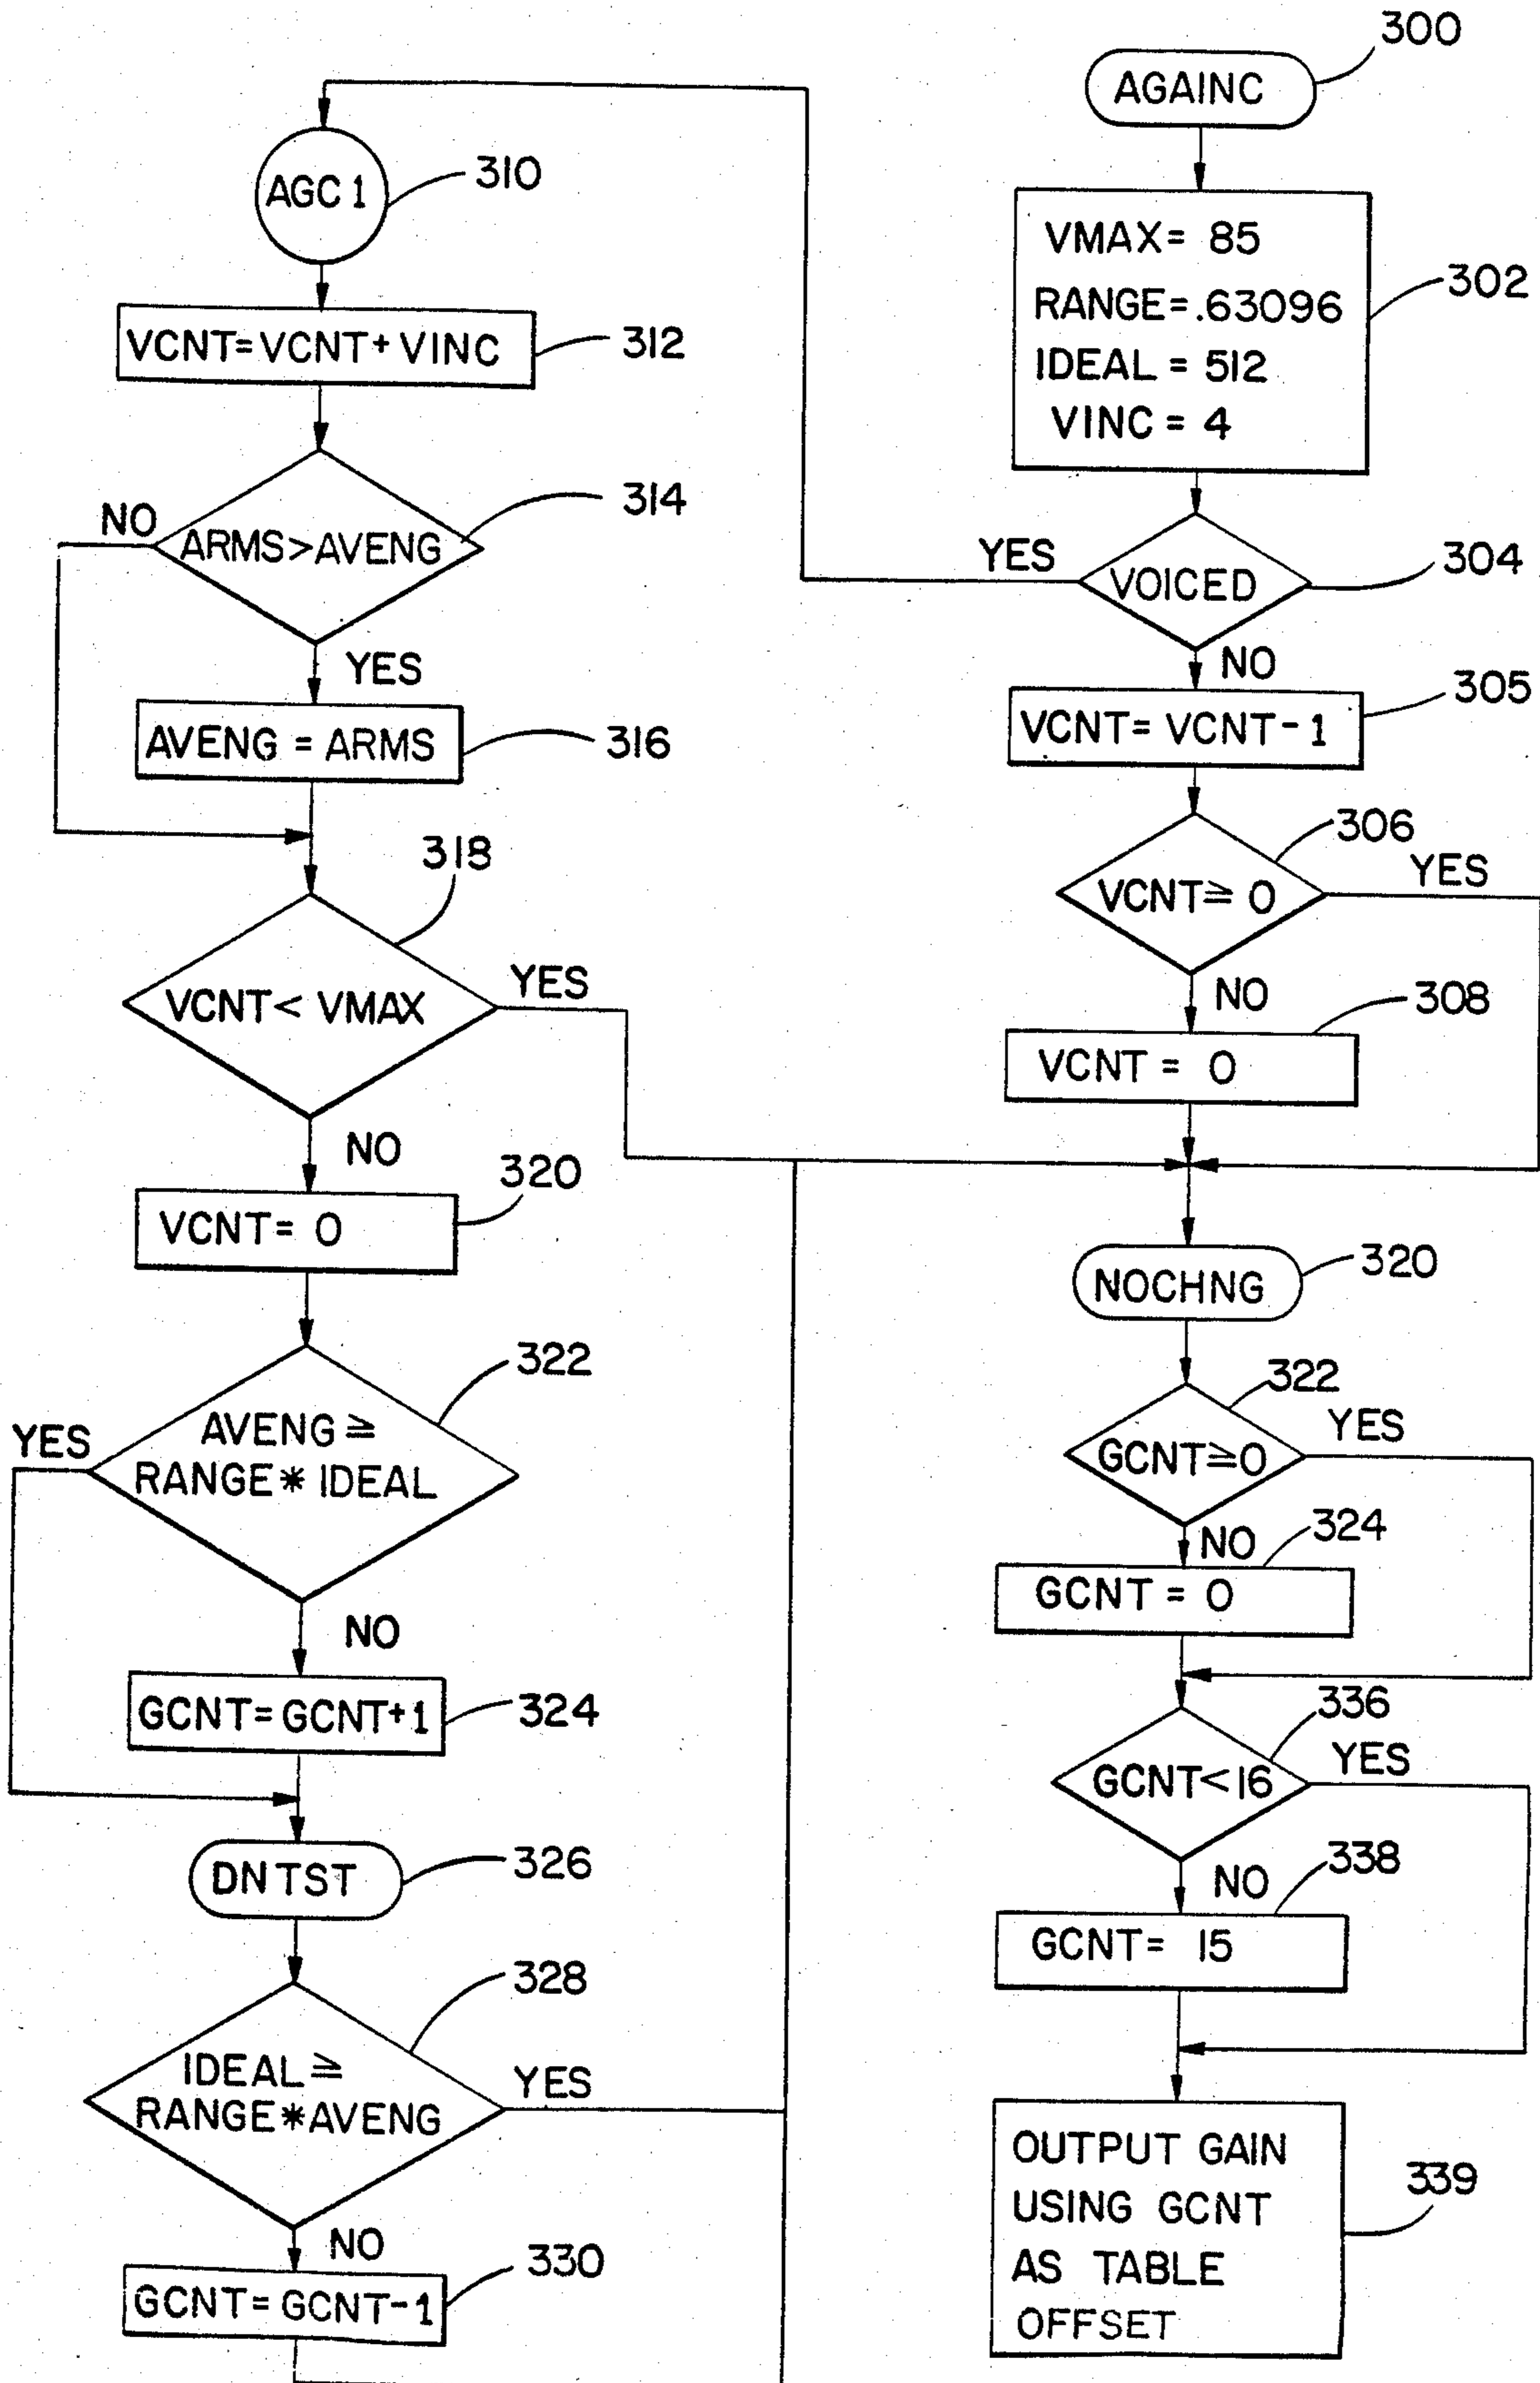 300
AGAINC
VMAX= 85
RANGE=.63096
IDEAL = 512
VINC = 4
302
VOICED
304
YES
NO
VCNT= VCNT-1
305
VCNT≧ 0
306
YES
NO
VCNT = 0
308
AGC 1
310
VCNT=VCNT+VINC
312
ARMS>AVENG
314
NO
YES
AVENG = ARMS
316
VCNT< VMAX
318
YES
NO
VCNT= 0
320
AVENG ≧
RANGE* IDEAL
322
YES
NO
GCNT=GCNT+1
324
DNTST
326
IDEAL ≧
RANGE*AVENG
328
YES
NO
GCNT=GCNT-1
330
NOCHNG
320
GCNT≧0
322
YES
NO
GCNT = 0
324
GCNT<16
336
YES
NO
GCNT= 15
338
OUTPUT GAIN
USING GCNT
AS TABLE
OFFSET
339